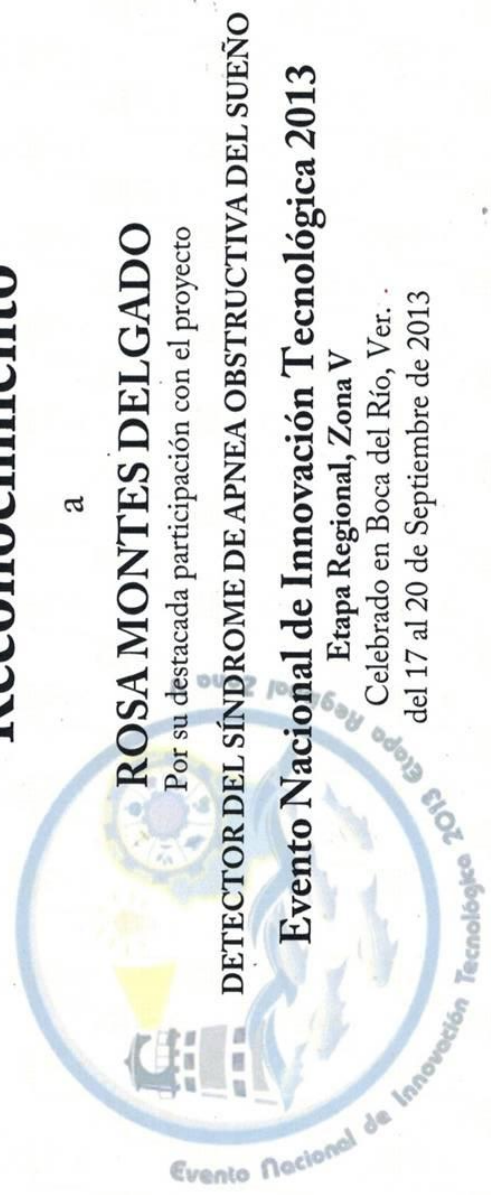 Reconocimiento
a
ROSA MONTES DELGADO
Por su destacada participación con el proyecto
DETECTOR DEL SÍNDROME DE APNEA OBSTRUCTIVA DEL SUEÑO
Evento Nacional de Innovación Tecnológica 2013
Etapa Regional, Zona V
Celebrado en Boca del Río, Ver.
del 17 al 20 de Septiembre de 2013
Evento Nacional de Innovación Tecnológica 2013 Etapa Regional Zona